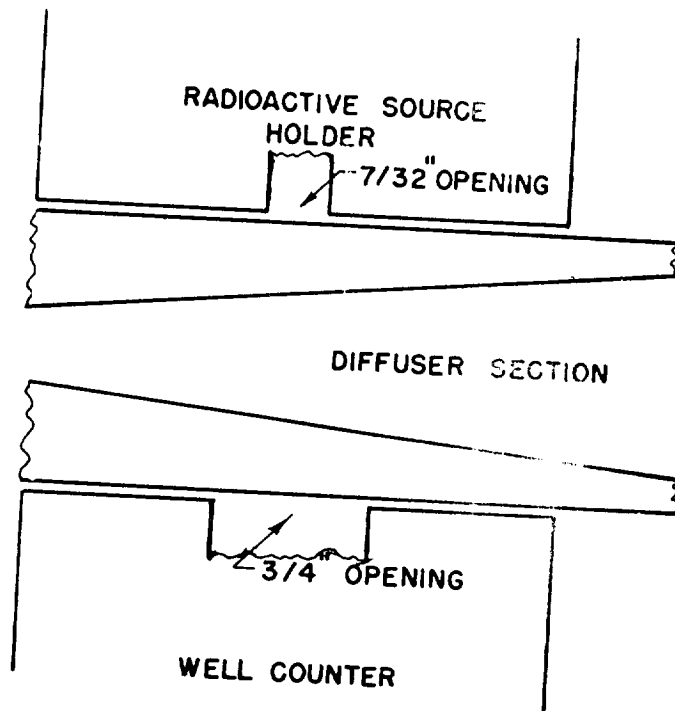 RADIOACTIVE SOURCE
HOLDER
7/32" OPENING
DIFFUSER SECTION
3/4" OPENING
WELL COUNTER